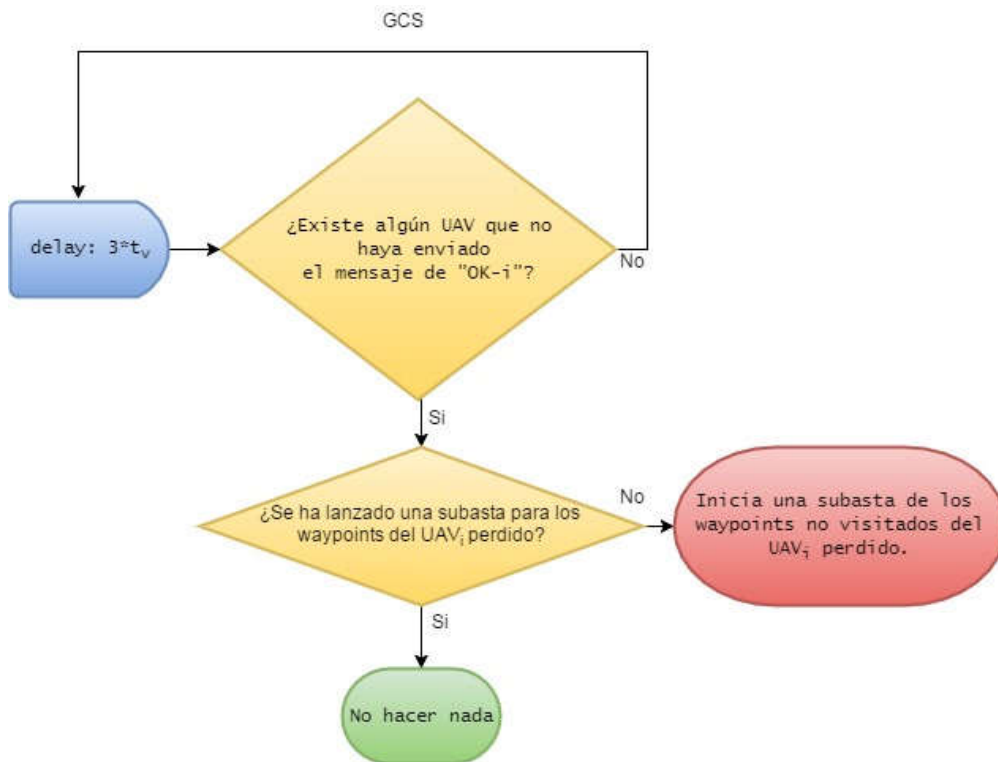 GCS
delay: 3*tᵥ
¿Existe algún UAV que no
haya enviado
el mensaje de "OK-i"?
No
Si
¿Se ha lanzado una subasta para los
waypoints del UAVᵢ perdido?
No
Inicia una subasta de los
waypoints no visitados del
UAVᵢ perdido.
Si
No hacer nada